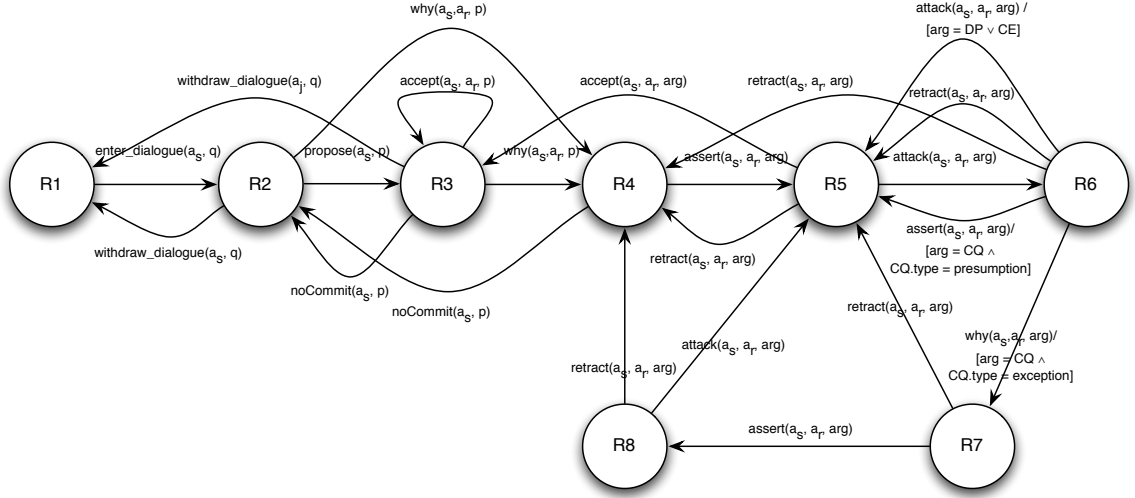 attack(as, ar, arg) /
[arg = DP ∨ CE]
why(as,ar, p)
withdraw_dialogue(aj, q)
accept(as, ar, p)
accept(as, ar, arg)
retract(as, ar, arg)
retract(as, ar, arg)
enter_dialogue(as, q)
propose(as, p)
why(as,ar, p)
assert(as, ar, arg)
attack(as, ar, arg)
R1
R2
R3
R4
R5
R6
withdraw_dialogue(as, q)
noCommit(as, p)
noCommit(as, p)
retract(as, ar, arg)
assert(as, ar, arg)/
[arg = CQ ∧
CQ.type = presumption]
retract(as, ar, arg)
attack(as, ar, arg)
why(as,ar, arg)/
[arg = CQ ∧
CQ.type = exception]
retract(as, ar, arg)
assert(as, ar, arg)
R8
R7